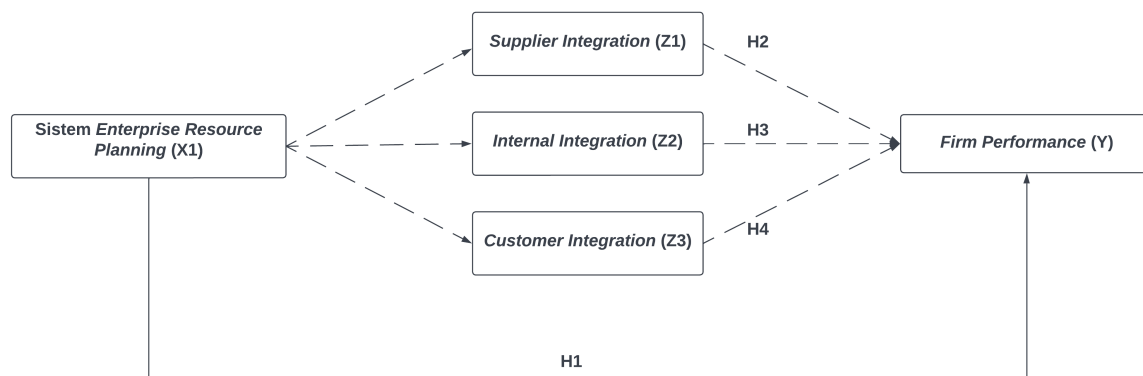 Supplier Integration (Z1)
H2
Sistem Enterprise Resource
Planning (X1)
Internal Integration (Z2)
H3
Firm Performance (Y)
Customer Integration (Z3)
H4
H1